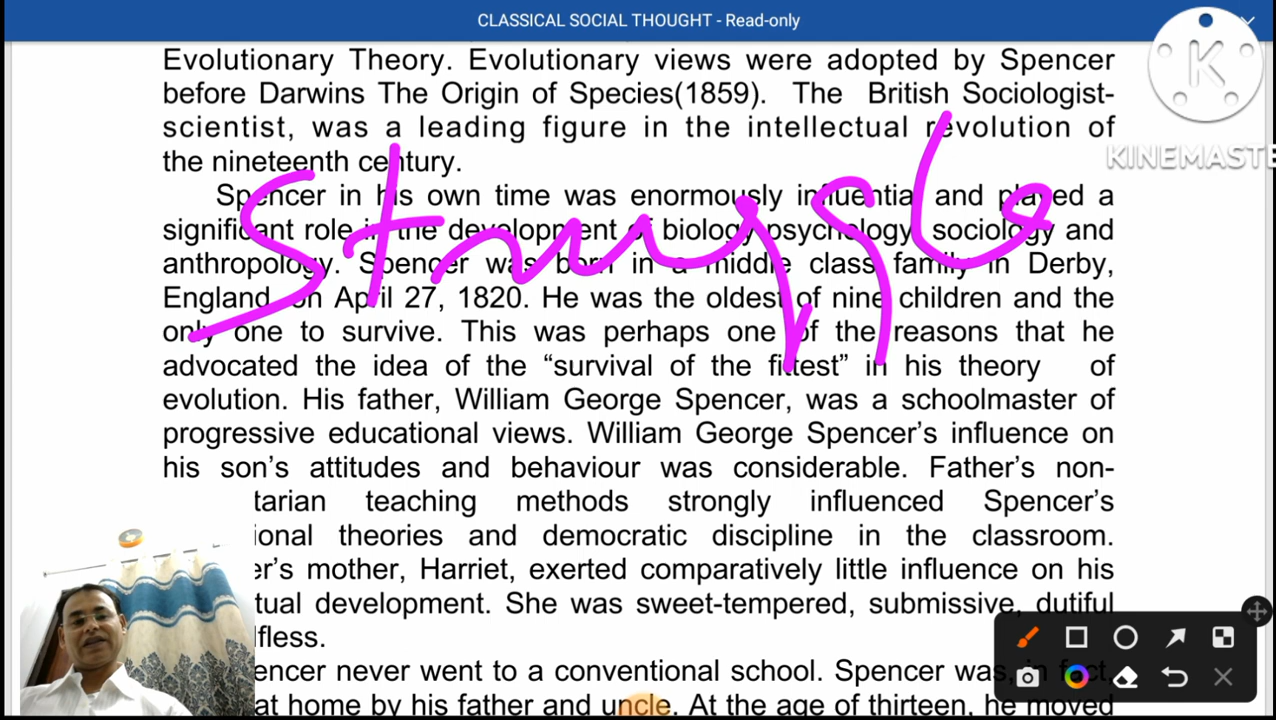 CLASSICAL SOCIAL THOUGHT - Read-only
Evolutionary Theory. Evolutionary views were adopted by Spencer
before Darwins The Origin of Species(1859). The British Sociologist-
scientist, was a leading figure in the intellectual revolution of
the nineteenth century.
KINEMASTE
Spencer in his own time was enormously influential and played a
significant role in the development of biology psychology, sociology and
anthropology. Spencer was born in a middle class family in Derby,
England on April 27, 1820. He was the oldest of nine children and the
only one to survive. This was perhaps one of the reasons that he
advocated the idea of the “survival of the fittest” in his theory of
evolution. His father, William George Spencer, was a schoolmaster of
progressive educational views. William George Spencer’s influence on
his son’s attitudes and behaviour was considerable. Father’s non-
tarian teaching methods strongly influenced Spencer’s
ional theories and democratic discipline in the classroom.
er’s mother, Harriet, exerted comparatively little influence on his
tual development. She was sweet-tempered, submissive, dutiful
lfless.
encer never went to a conventional school. Spencer was, in fact,
at home by his father and uncle. At the age of thirteen, he moved
Struggle
K